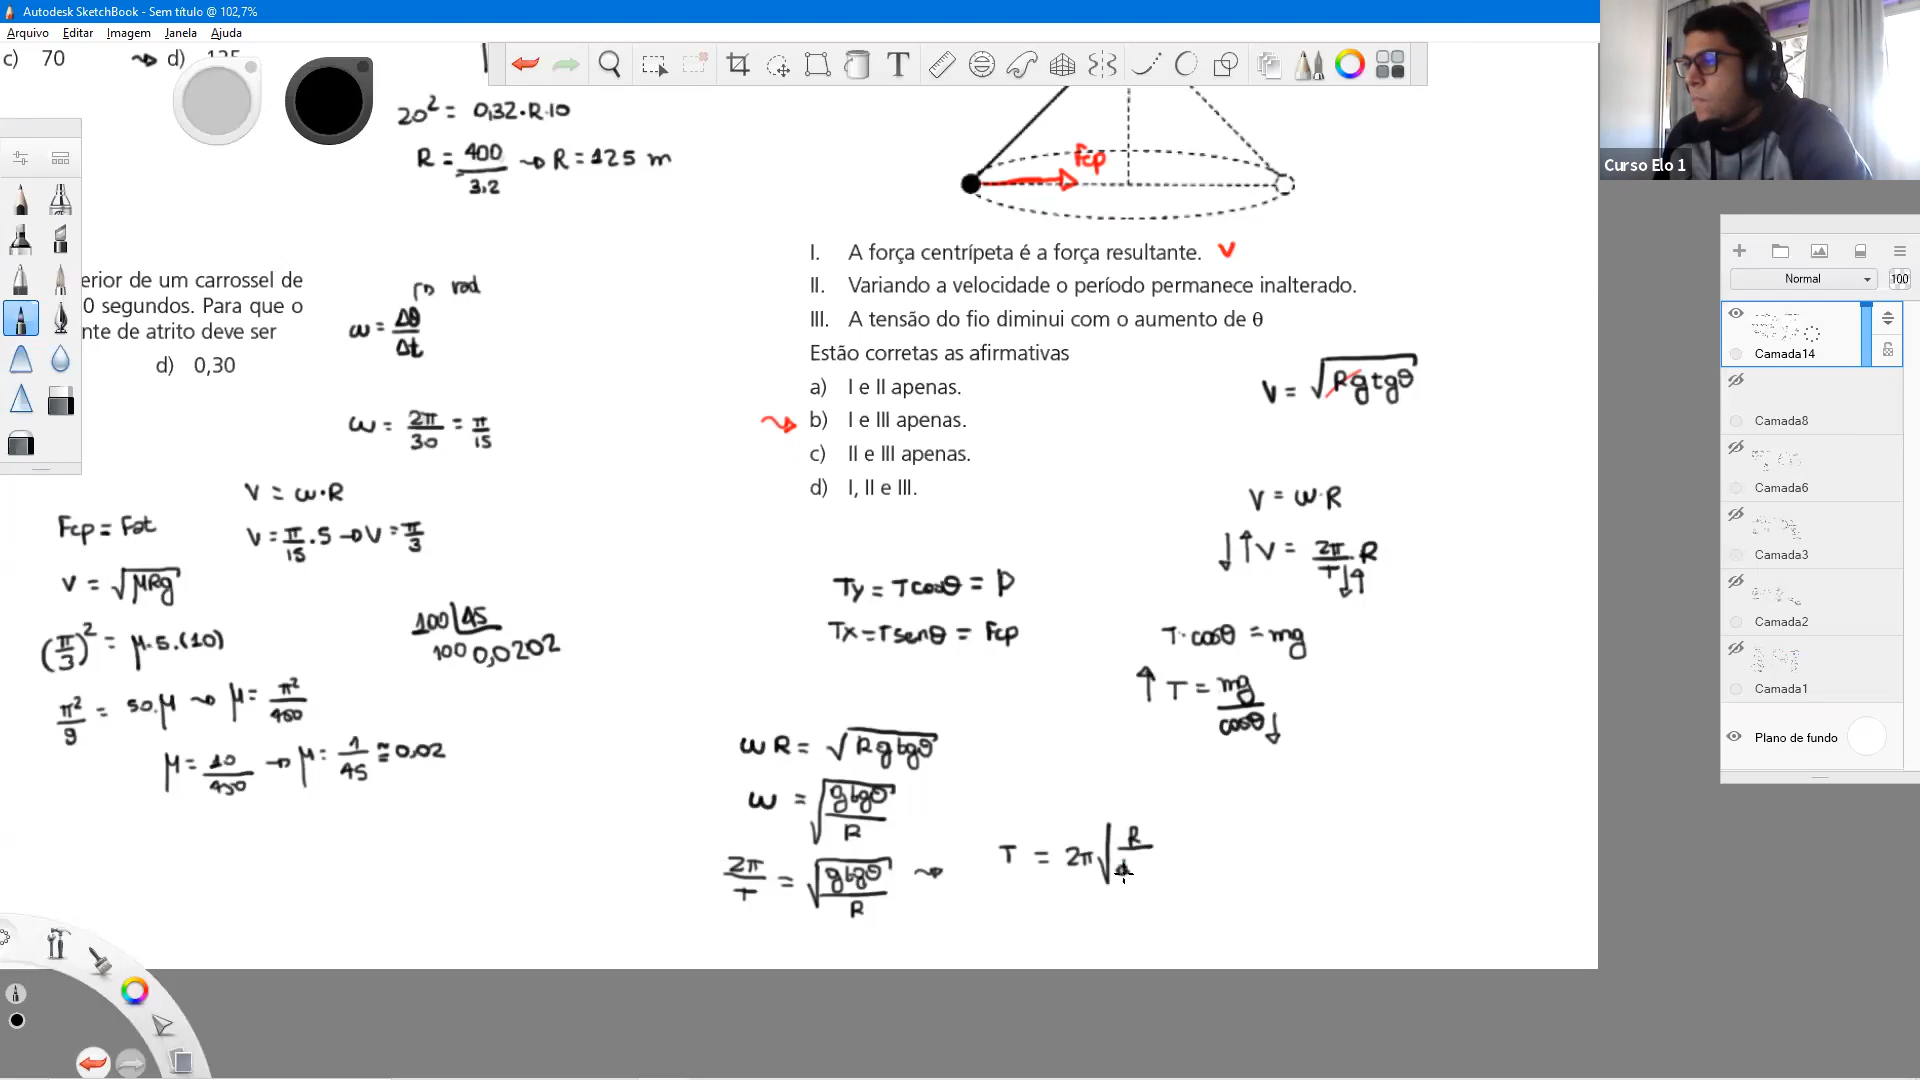 Autodesk SketchBook - Sem título @ 102,7%
Arquivo Editar Imagem Janela Ajuda
c) 70 d) 125
20² = 0,32·R·10
R = 400/3,2 → R = 125 m
erior de um carrossel de
0 segundos. Para que o
nte de atrito deve ser
d) 0,30
→ rad
ω = Δθ/Δt
ω = 2π/30 = π/15
V = ω·R
V = π/15 . 5 → V = π/3
Fcp = Fat
V = √μRg
(π/3)² = μ.5.(10)
π²/9 = 50.μ → μ = π²/450
μ = 10/450 → μ = 1/45 ≅ 0,02
100 | 45
100 0,0202
Fcp
I. A força centrípeta é a força resultante. V
II. Variando a velocidade o período permanece inalterado.
III. A tensão do fio diminui com o aumento de θ
Estão corretas as afirmativas
a) I e II apenas.
b) I e III apenas.
c) II e III apenas.
d) I, II e III.
V = √Rgtgθ
V = ω·R
↓↑V = 2π/T↓↑ . R
Ty = Tcosθ = P
Tx = Tsenθ = Fcp
T·cosθ = mg
↑ T = mg/cosθ↓
ωR = √Rgtgθ
ω = √gtgθ/R
2π/T = √gtgθ/R →
T = 2π√R
Curso Elo 1
Normal 100
Camada14
Camada8
Camada6
Camada3
Camada2
Camada1
Plano de fundo